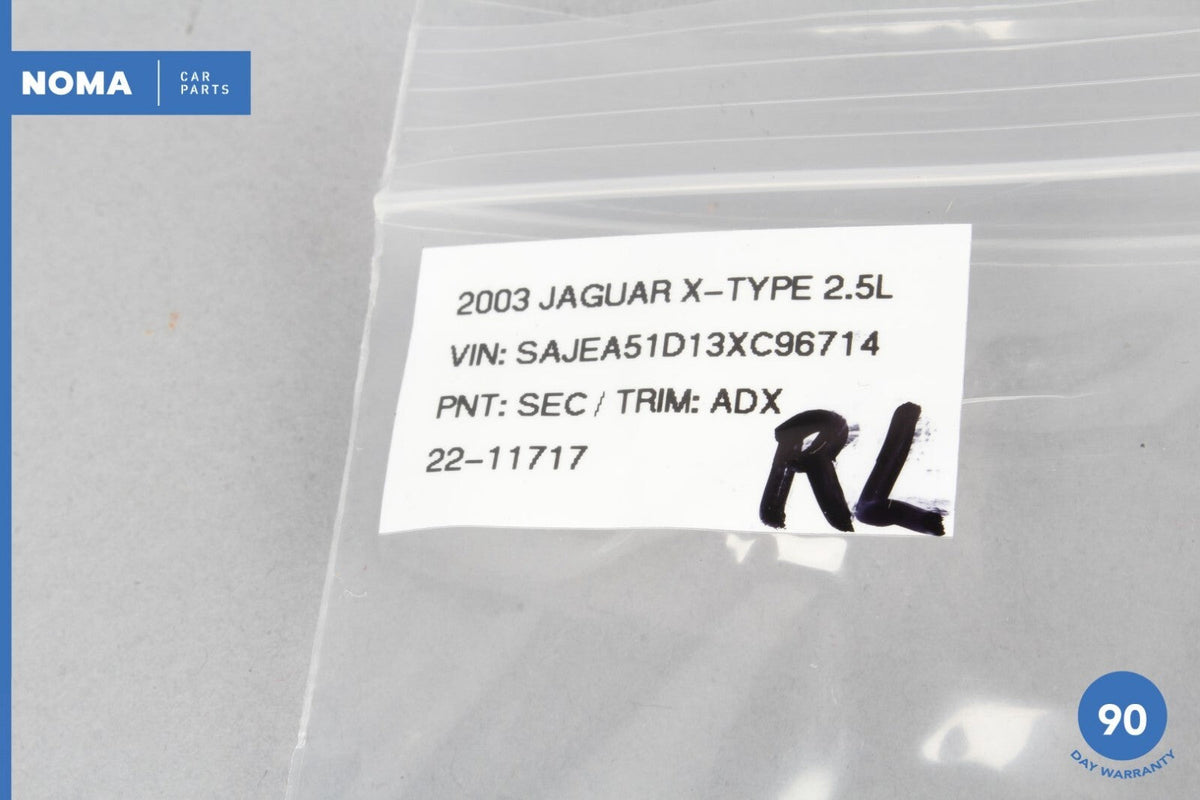 NOMA
CAR
PARTS
2003 JAGUAR X-TYPE 2.5L
VIN: SAJEA51D13XC96714
PNT: SEC / TRIM: ADX
22-11717
RL
90
DAY WARRANTY